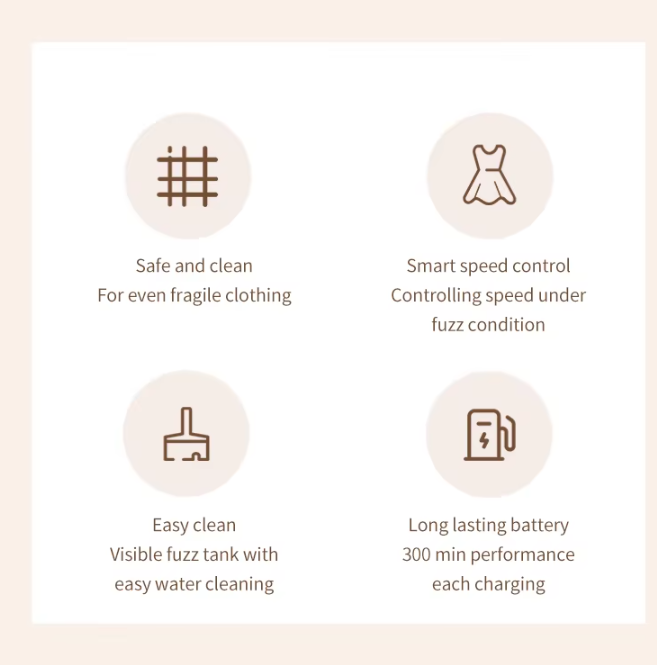 Safe and clean
For even fragile clothing
Smart speed control
Controlling speed under
fuzz condition
Easy clean
Visible fuzz tank with
easy water cleaning
Long lasting battery
300 min performance
each charging